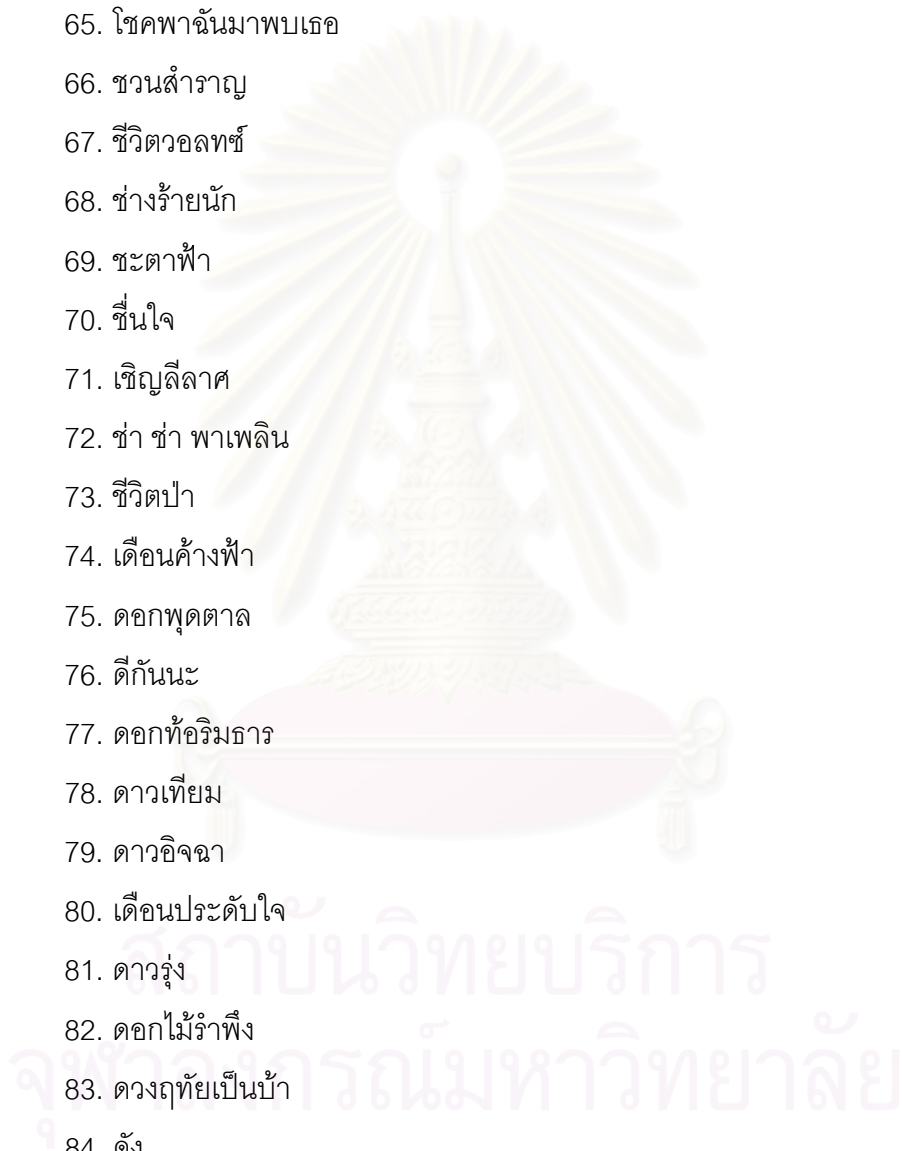 65. โชคพาฉันมาพบเธอ
66. ชวนสำราญ
67. ชีวิตวอลทซ์
68. ช่างร้ายนัก
69. ชะตาฟ้า
70. ชื่นใจ
71. เชิญลีลาศ
72. ช่า ช่า พาเพลิน
73. ชีวิตป่า
74. เดือนค้างฟ้า
75. ดอกพุดตาล
76. ดีกันนะ
77. ดอกท้อริมธาร
78. ดาวเทียม
79. ดาวอิจฉา
80. เดือนประดับใจ
81. ดาวรุ่ง
82. ดอกไม้รำพึง
83. ดวงฤทัยเป็นบ้า
84.
สถาบันวิทยบริการ
จุฬาลงกรณ์มหาวิทยาลัย